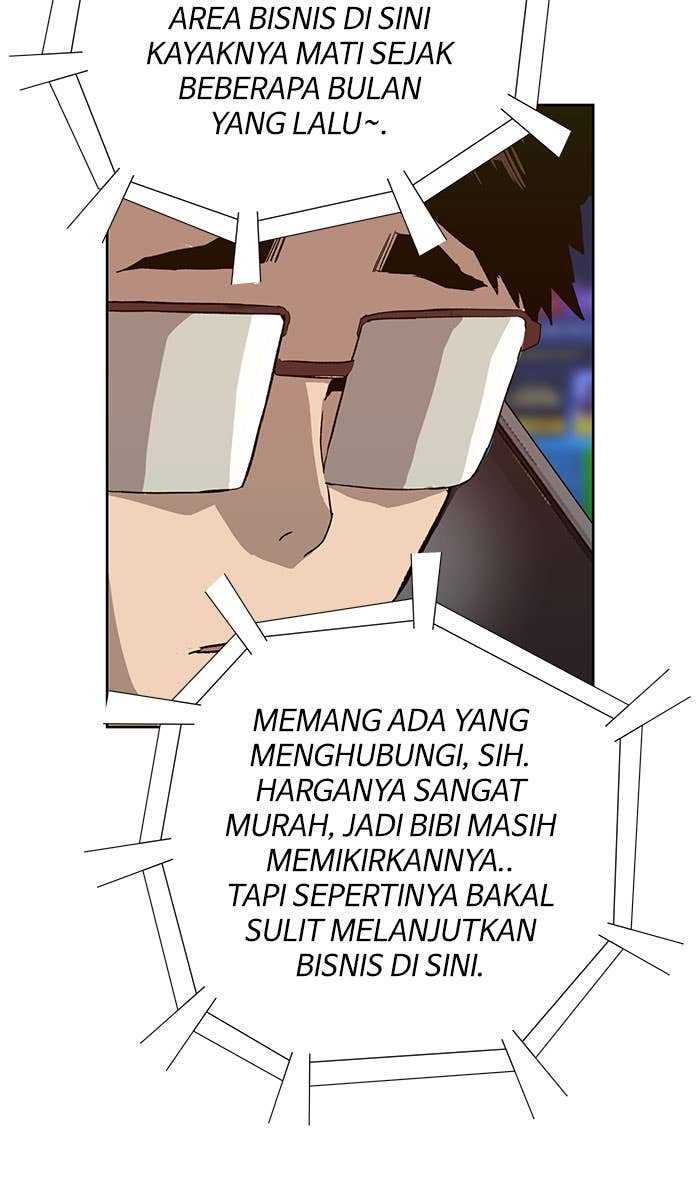 AREA BISNIS DI SINI
KAYAKNYA MATI SEJAK
BEBERAPA BULAN
YANG LALU~.
MEMANG ADA YANG
MENGHUBUNGI, SIH.
HARGANYA SANGAT
MURAH, JADI BIBI MASIH
MEMIKIRKANNYA..
TAPI SEPERTINYA BAKAL
SULIT MELANJUTKAN
BISNIS DI SINI.